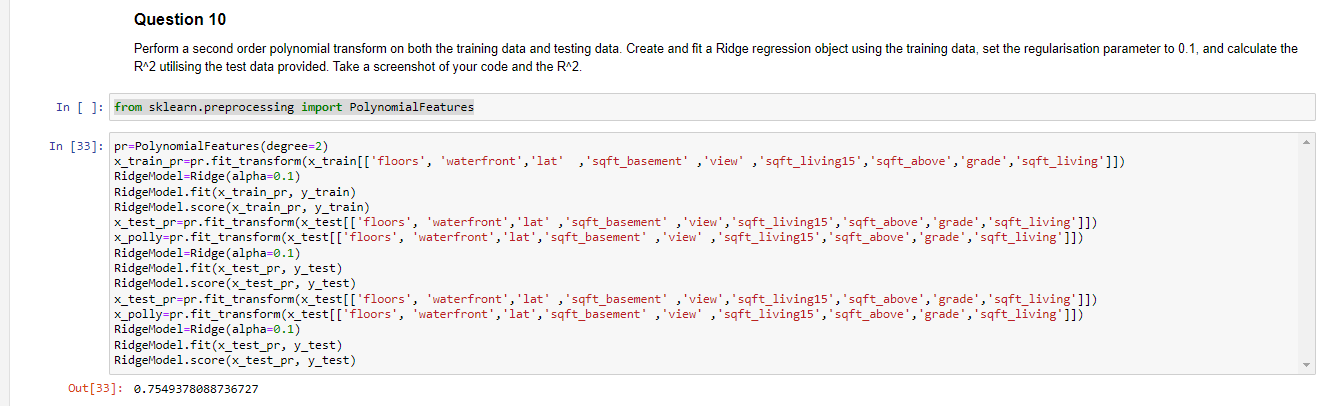 Question 10
Perform a second order polynomial transform on both the training data and testing data. Create and fit a Ridge regression object using the training data, set the regularisation parameter to 0.1, and calculate the
R^2 utilising the test data provided. Take a screenshot of your code and the R^2.
In [ ]: from sklearn.preprocessing import PolynomialFeatures
In [33]: pr=PolynomialFeatures(degree=2)
x_train_pr=pr.fit_transform(x_train[['floors', 'waterfront','lat' ,'sqft_basement' ,'view' ,'sqft_living15','sqft_above','grade','sqft_living']])
RidgeModel=Ridge(alpha=0.1)
RidgeModel.fit(x_train_pr, y_train)
RidgeModel.score(x_train_pr, y_train)
x_test_pr=pr.fit_transform(x_test[['floors', 'waterfront','lat' ,'sqft_basement' ,'view','sqft_living15','sqft_above','grade','sqft_living']])
x_polly=pr.fit_transform(x_test[['floors', 'waterfront','lat','sqft_basement' ,'view' ,'sqft_living15','sqft_above','grade','sqft_living']])
RidgeModel=Ridge(alpha=0.1)
RidgeModel.fit(x_test_pr, y_test)
RidgeModel.score(x_test_pr, y_test)
x_test_pr=pr.fit_transform(x_test[['floors', 'waterfront','lat' ,'sqft_basement' ,'view','sqft_living15','sqft_above','grade','sqft_living']])
x_polly=pr.fit_transform(x_test[['floors', 'waterfront','lat','sqft_basement' ,'view' ,'sqft_living15','sqft_above','grade','sqft_living']])
RidgeModel=Ridge(alpha=0.1)
RidgeModel.fit(x_test_pr, y_test)
RidgeModel.score(x_test_pr, y_test)
Out[33]: 0.7549378088736727